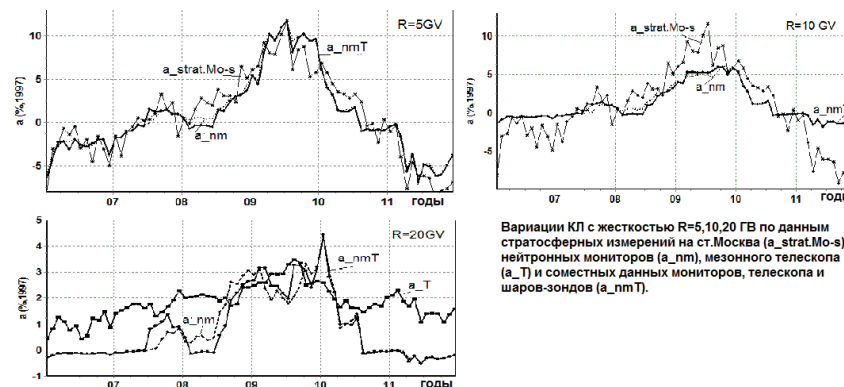 R=5GV
a_nmT
a_strat.Mo-s
a_nm
a (%,1997)
10
5
0
-5
07 08 09 10 11 годы
R=10 GV
a_strat.Mo-s
a_nm
a_nmT
a (%,1997)
10
5
-5
07 08 09 10 11 годы
R=20GV
a_nmT
a_T
a_nm
a (%,1997)
5
4
3
2
1
0
-1
07 08 09 10 11 годы
Вариации КЛ с жесткостью R=5,10,20 ГВ по данным
стратосферных измерений на ст.Москва (a_strat.Mo-s)
нейтронных мониторов (a_nm), мезонного телескопа
(a_T) и соместных данных мониторов, телескопа и
шаров-зондов (a_nmT).